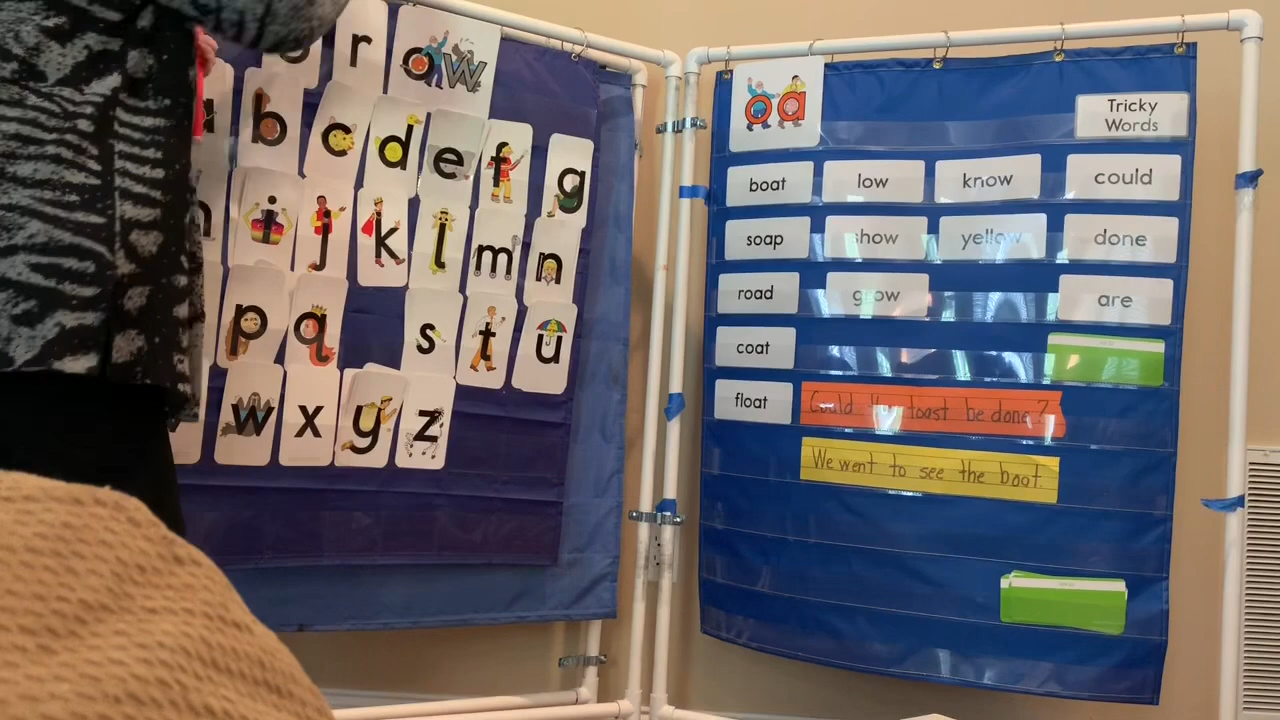 r
ow
b
c
d
e
f
g
i
j
k
l
m
n
p
q
s
t
u
w
x
y
z
oa
Tricky
Words
boat
low
know
could
soap
show
yellow
done
road
grow
are
coat
float
Could toast be done?
We went to see the boat.